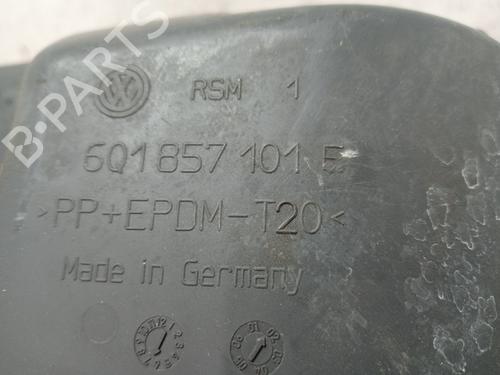 B-PARTS
RSM 1
6Q1 857 101 E
>PP+EPDM-T20<
Made in Germany